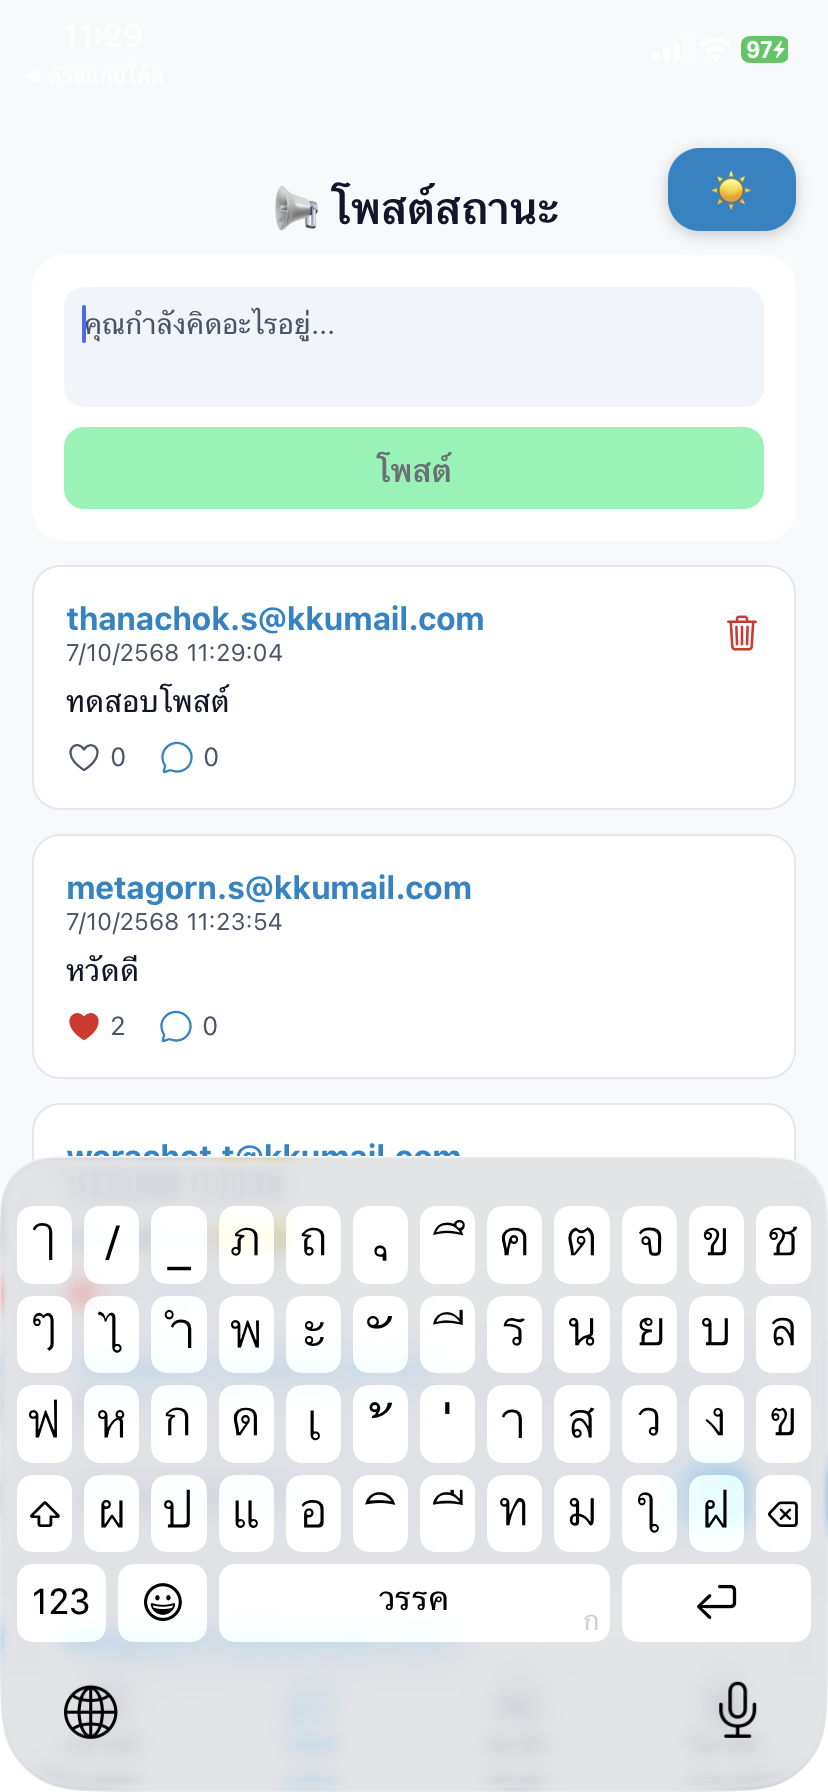 11:29
97
◀ ตัวสแกนโค้ด
📢 โพสต์สถานะ
คุณกำลังคิดอะไรอยู่...
โพสต์
thanachok.s@kkumail.com
7/10/2568 11:29:04
ทดสอบโพสต์
0 0
metagorn.s@kkumail.com
7/10/2568 11:23:54
หวัดดี
2 0
worachot.t@kkumail.com
ๅ / _ ภ ถ ุ ึ ค ต จ ข ช
ๆ ไ ำ พ ะ ั ี ร น ย บ ล
ฟ ห ก ด เ ้ ่ า ส ว ง ฃ
ผ ป แ อ ิ ื ท ม ใ ฝ
123 วรรค ก